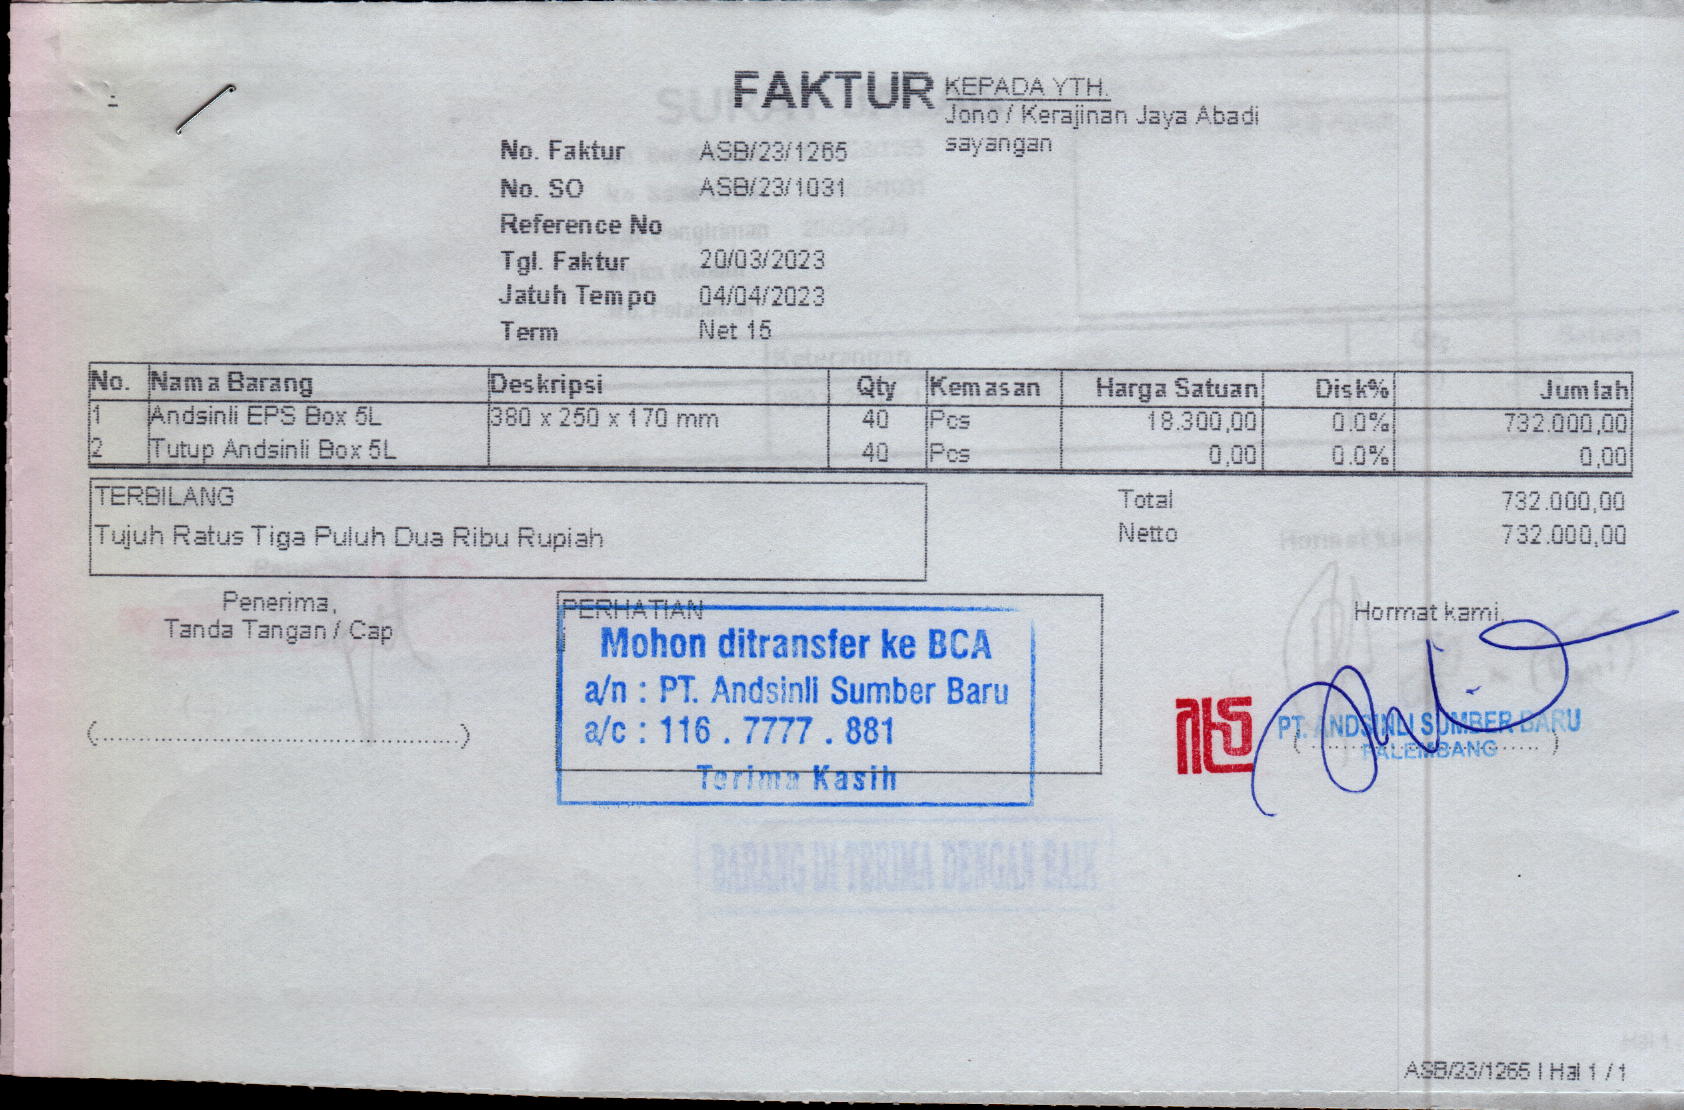 FAKTUR
KEPADA YTH.
Jono / Kerajinan Jaya Abadi
sayangan
No. Faktur ASB/23/1265
No. SO ASB/23/1031
Reference No
Tgl. Faktur 20/03/2023
Jatuh Tempo 04/04/2023
Term Net 15
No. Nama Barang Deskripsi Qty Kemasan Harga Satuan Disk% Jumlah
1 Andsinli EPS Box 5L 380 x 250 x 170 mm 40 Pcs 18.300,00 0.0% 732.000,00
2 Tutup Andsinli Box 5L 40 Pcs 0,00 0.0% 0,00
TERBILANG
Tujuh Ratus Tiga Puluh Dua Ribu Rupiah
Total 732.000,00
Netto 732.000,00
Penerima,
Tanda Tangan / Cap
(............................................)
PERHATIAN
Mohon ditransfer ke BCA
a/n : PT. Andsinli Sumber Baru
a/c : 116 . 7777 . 881
Terima Kasih
Hormat kami,
PT. ANDSINLI SUMBER BARU
PALEMBANG
BARANG DI TERIMA DENGAN BAIK
ASB/23/1265 | Hal 1 / 1